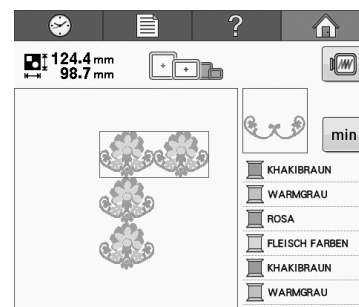 ?
124.4 mm
98.7 mm
min
KHAKIBRAUN
WARMGRAU
ROSA
FLEISCH FARBEN
KHAKIBRAUN
WARMGRAU